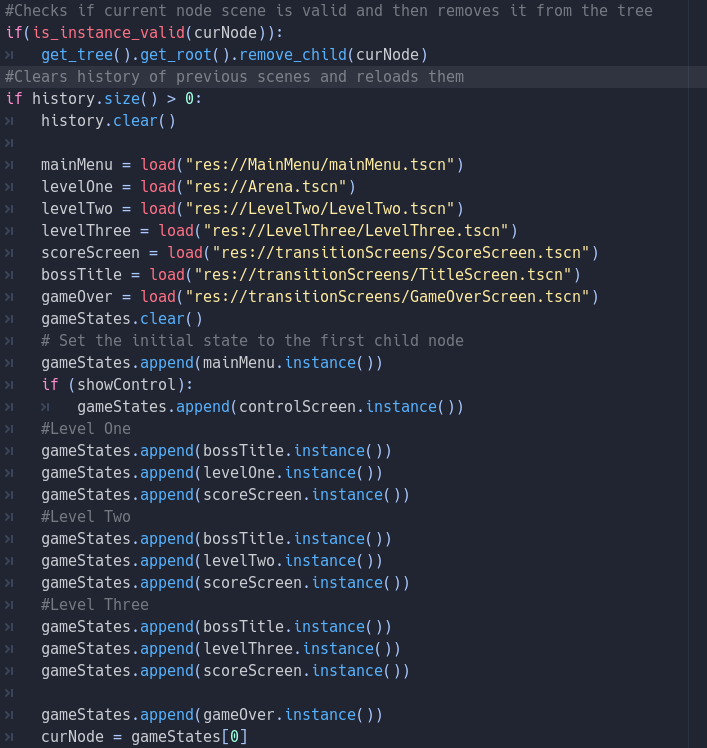 #Checks if current node scene is valid and then removes it from the tree
if(is_instance_valid(curNode)):
    get_tree().get_root().remove_child(curNode)
#Clears history of previous scenes and reloads them
if history.size() > 0:
    history.clear()

    mainMenu = load("res://MainMenu/mainMenu.tscn")
    levelOne = load("res://Arena.tscn")
    levelTwo = load("res://LevelTwo/LevelTwo.tscn")
    levelThree = load("res://LevelThree/LevelThree.tscn")
    scoreScreen = load("res://transitionScreens/ScoreScreen.tscn")
    bossTitle = load("res://transitionScreens/TitleScreen.tscn")
    gameOver = load("res://transitionScreens/GameOverScreen.tscn")
    gameStates.clear()
    # Set the initial state to the first child node
    gameStates.append(mainMenu.instance())
    if (showControl):
        gameStates.append(controlScreen.instance())
    #Level One
    gameStates.append(bossTitle.instance())
    gameStates.append(levelOne.instance())
    gameStates.append(scoreScreen.instance())
    #Level Two
    gameStates.append(bossTitle.instance())
    gameStates.append(levelTwo.instance())
    gameStates.append(scoreScreen.instance())
    #Level Three
    gameStates.append(bossTitle.instance())
    gameStates.append(levelThree.instance())
    gameStates.append(scoreScreen.instance())

    gameStates.append(gameOver.instance())
    curNode = gameStates[0]